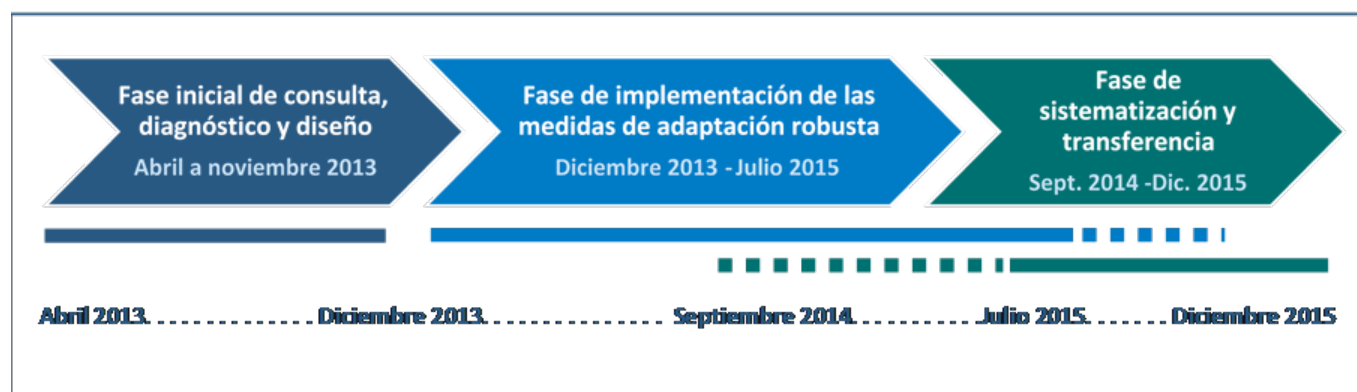 Fase inicial de consulta,
diagnóstico y diseño
Abril a noviembre 2013
Fase de implementación de las
medidas de adaptación robusta
Diciembre 2013 -Julio 2015
Fase de
sistematización y
transferencia
Sept. 2014 -Dic. 2015
Abril 2013. . . . . . . . . . . . . Diciembre 2013. . . . . . . . . . . . . . Septiembre 2014. . . . . . . . . . Julio 2015. . . . . . . Diciembre 2015